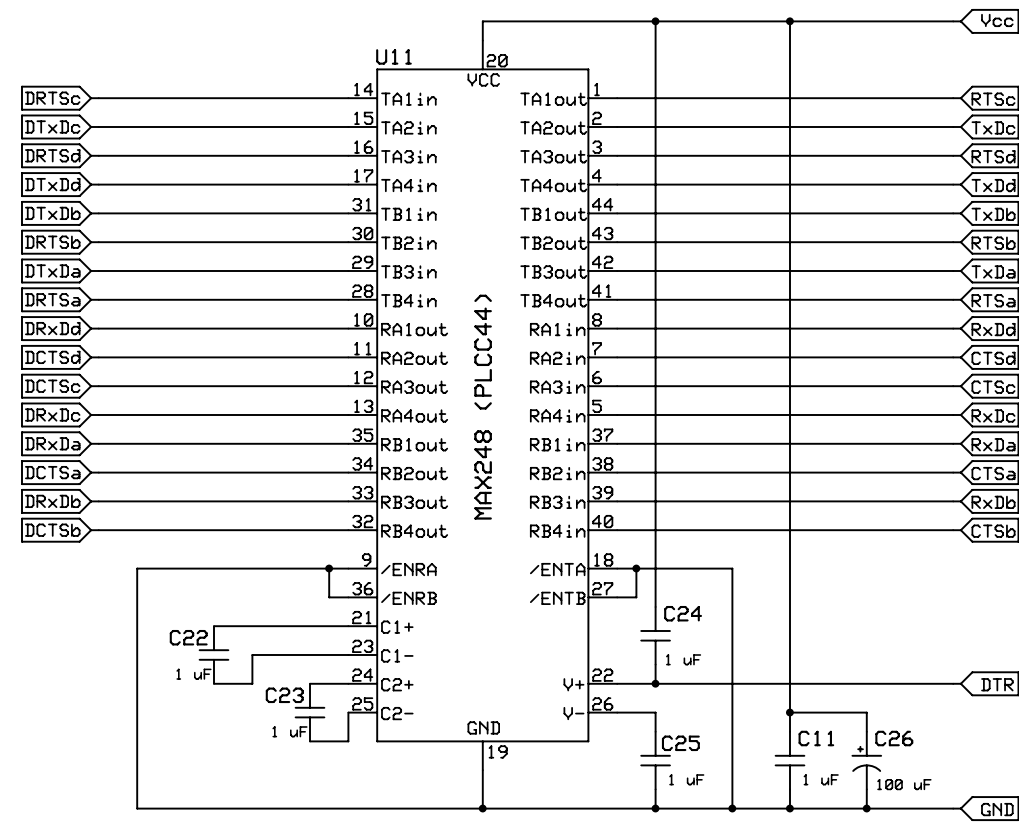 Vcc
U11
20
VCC
DRTSc 14 TA1in TA1out 1 RTSc
DTxDc 15 TA2in TA2out 2 TxDc
DRTSd 16 TA3in TA3out 3 RTSd
DTxDd 17 TA4in TA4out 4 TxDd
DTxDb 31 TB1in TB1out 44 TxDb
DRTSb 30 TB2in TB2out 43 RTSb
DTxDa 29 TB3in TB3out 42 TxDa
DRTSa 28 TB4in TB4out 41 RTSa
DRxDd 10 RA1out RA1in 8 RxDd
DCTSd 11 RA2out RA2in 7 CTSd
DCTSc 12 RA3out RA3in 6 CTSc
DRxDc 13 RA4out RA4in 5 RxDc
DRxDa 35 RB1out RB1in 37 RxDa
DCTSa 34 RB2out RB2in 38 CTSa
DRxDb 33 RB3out RB3in 39 RxDb
DCTSb 32 RB4out RB4in 40 CTSb
MAX248 (PLCC44)
9 /ENRA /ENTA 18
36 /ENRB /ENTB 27
21 C1+
C24
C22
23 C1-
1 uF
1 uF
24 C2+ V+ 22 DTR
C23
25 C2- V- 26
1 uF
GND
19
C25
1 uF
C11
1 uF
+
C26
100 uF
GND